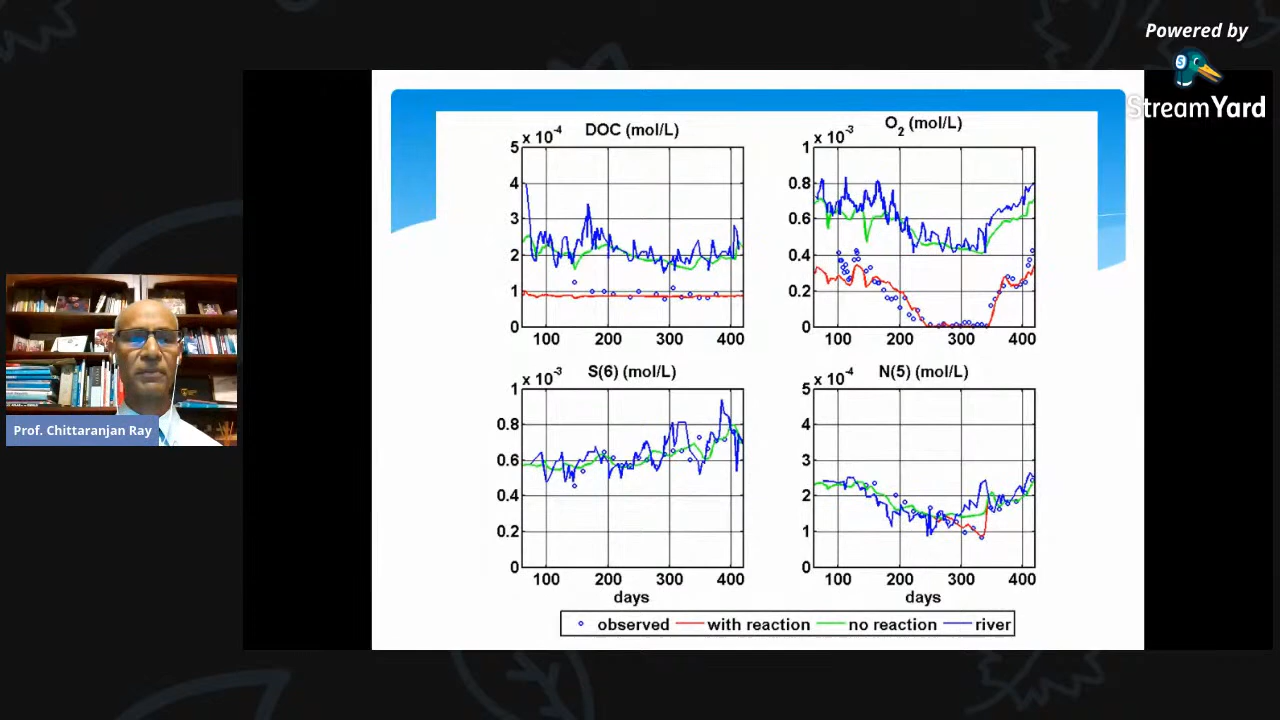 Powered by
StreamYard
DOC (mol/L)
x 10-4
5
4
3
2
1
0
100 200 300 400
O2 (mol/L)
x 10-3
1
0.8
0.6
0.4
0.2
0
100 200 300 400
S(6) (mol/L)
x 10-3
1
0.8
0.6
0.4
0.2
0
100 200 300 400
days
N(5) (mol/L)
x 10-4
5
4
3
2
1
0
100 200 300 400
days
observed with reaction no reaction river
Prof. Chittaranjan Ray